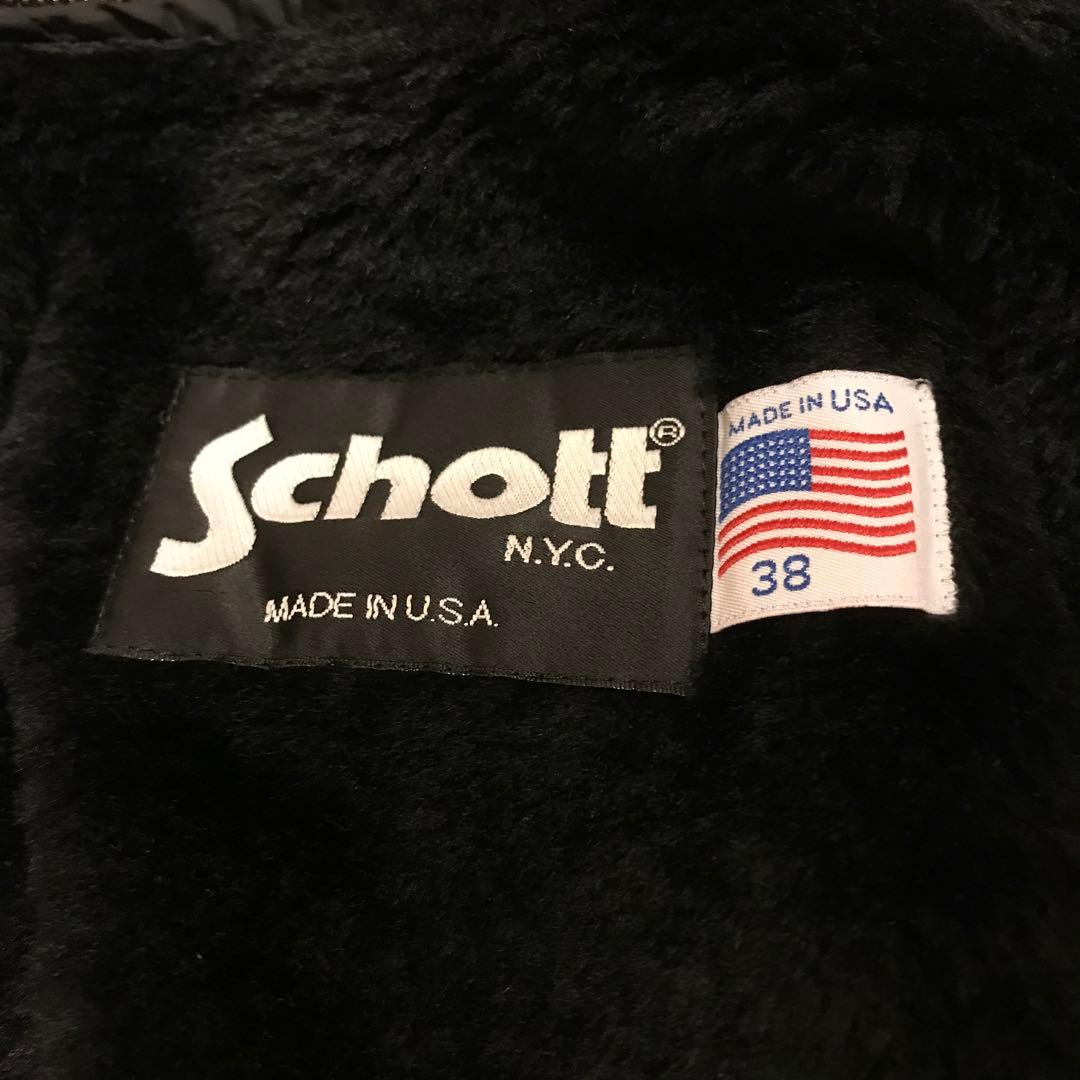 Schott®
N.Y.C.
MADE IN U.S.A.
MADE IN USA
38